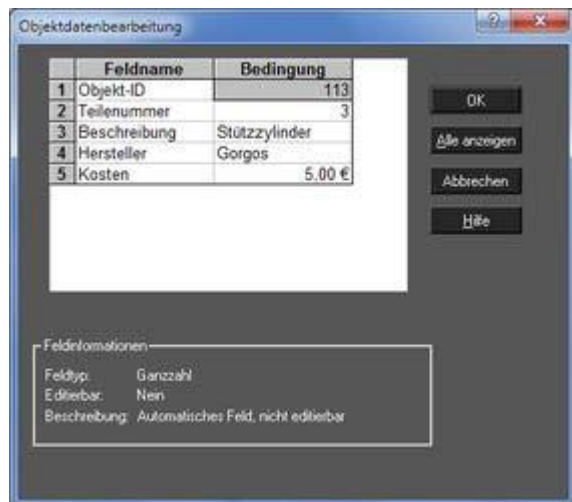 Objektdatenbearbeitung
Feldname Bedingung
1 Objekt-ID 113
2 Teilenummer 3
3 Beschreibung Stützzylinder
4 Hersteller Gorgos
5 Kosten 5.00 €
OK
Alle anzeigen
Abbrechen
Hilfe
Feldinformationen
Feldtyp: Ganzzahl
Editierbar: Nein
Beschreibung: Automatisches Feld, nicht editierbar